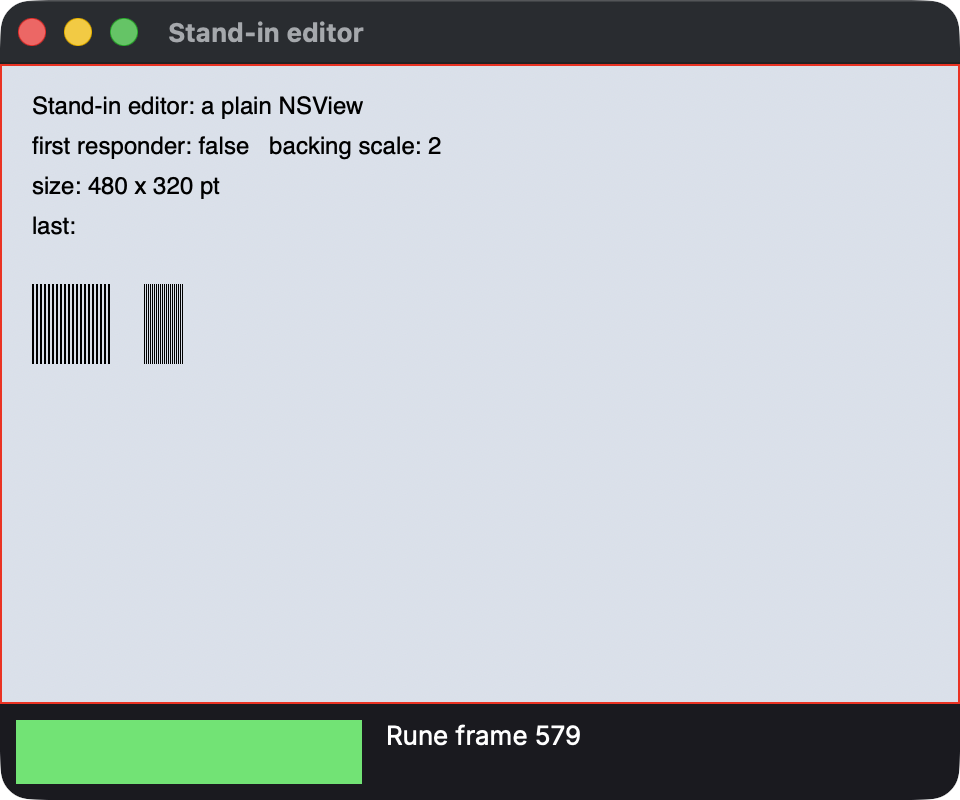 Stand-in editor
Stand-in editor: a plain NSView
first responder: false   backing scale: 2
size: 480 x 320 pt
last:
Rune frame 579